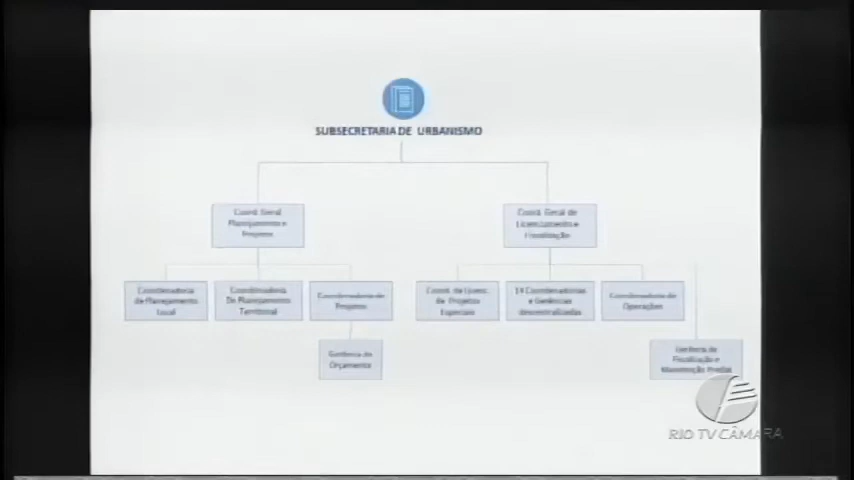 SUBSECRETARIA DE URBANISMO
Coord. Geral
Planejamento e
Projetos
Coord. Geral de
Licenciamento e
Fiscalização
Coordenadoria
de Planejamento
Local
Coordenadoria
De Planejamento
Territorial
Coordenadoria de
Projetos
Coord. de Licenc.
de Projetos
Especiais
14 Coordenadorias
e Gerências
descentralizadas
Coordenadoria de
Operações
Gerência de
Orçamento
Gerência de
Fiscalização e
Manutenção Predial
RIO TV CÂMARA